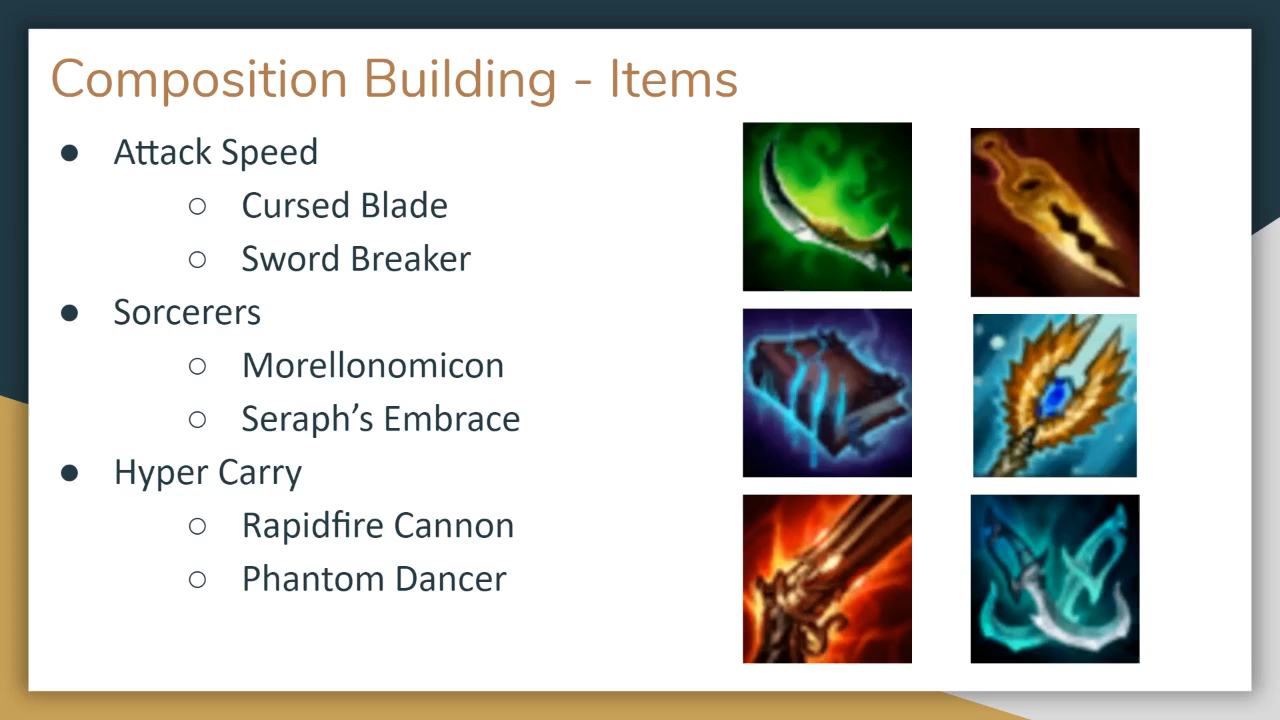 Composition Building - Items
● Attack Speed
○ Cursed Blade
○ Sword Breaker
● Sorcerers
○ Morellonomicon
○ Seraph’s Embrace
● Hyper Carry
○ Rapidfire Cannon
○ Phantom Dancer